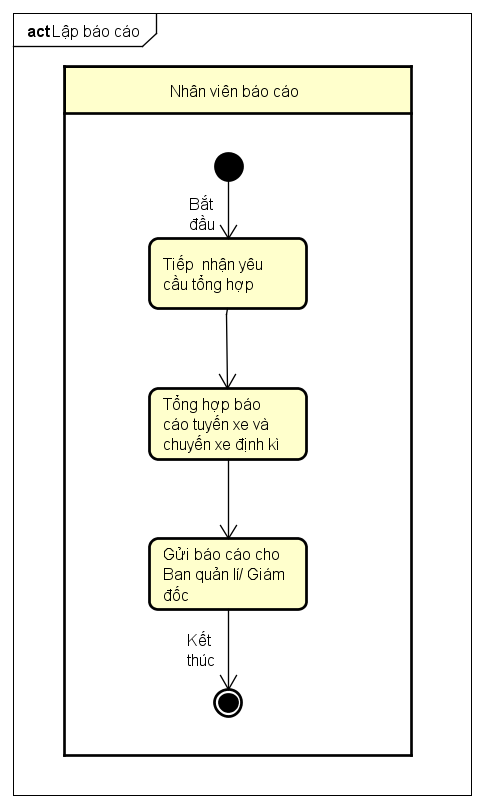 act Lập báo cáo
Nhân viên báo cáo
Bắt
đầu
Tiếp nhận yêu
cầu tổng hợp
Tổng hợp báo
cáo tuyến xe và
chuyến xe định kì
Gửi báo cáo cho
Ban quản lí/ Giám
đốc
Kết
thúc